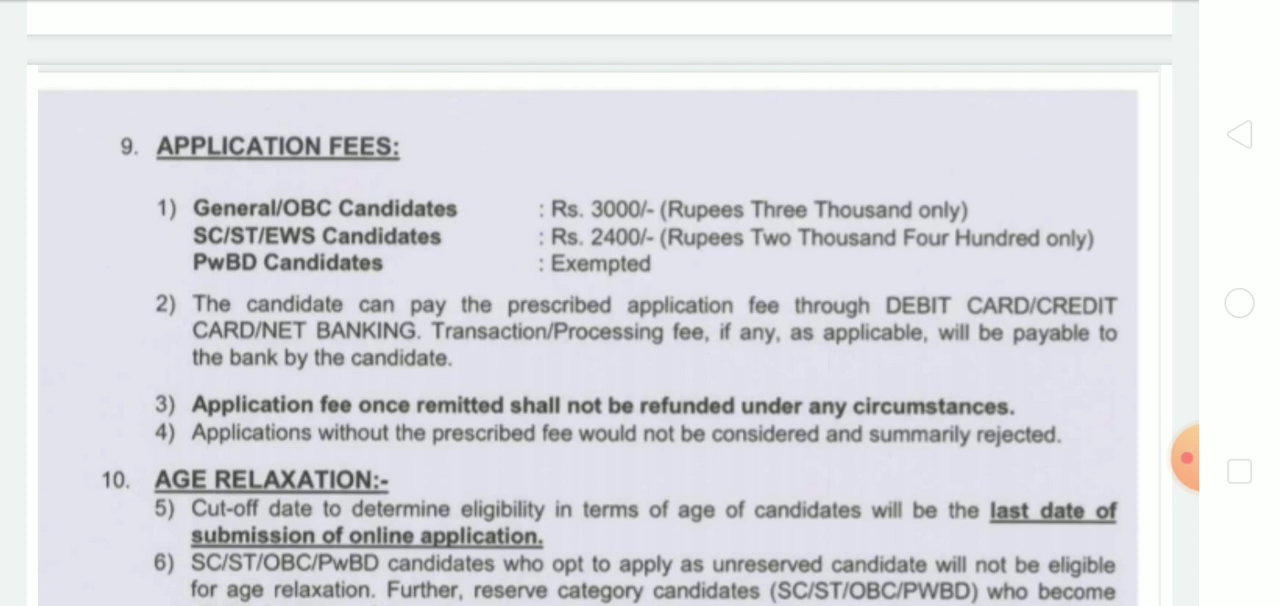 9. APPLICATION FEES:
1) General/OBC Candidates : Rs. 3000/- (Rupees Three Thousand only)
SC/ST/EWS Candidates : Rs. 2400/- (Rupees Two Thousand Four Hundred only)
PwBD Candidates : Exempted
2) The candidate can pay the prescribed application fee through DEBIT CARD/CREDIT
CARD/NET BANKING. Transaction/Processing fee, if any, as applicable, will be payable to
the bank by the candidate.
3) Application fee once remitted shall not be refunded under any circumstances.
4) Applications without the prescribed fee would not be considered and summarily rejected.
10. AGE RELAXATION:-
5) Cut-off date to determine eligibility in terms of age of candidates will be the last date of
submission of online application.
6) SC/ST/OBC/PwBD candidates who opt to apply as unreserved candidate will not be eligible
for age relaxation. Further, reserve category candidates (SC/ST/OBC/PWBD) who become